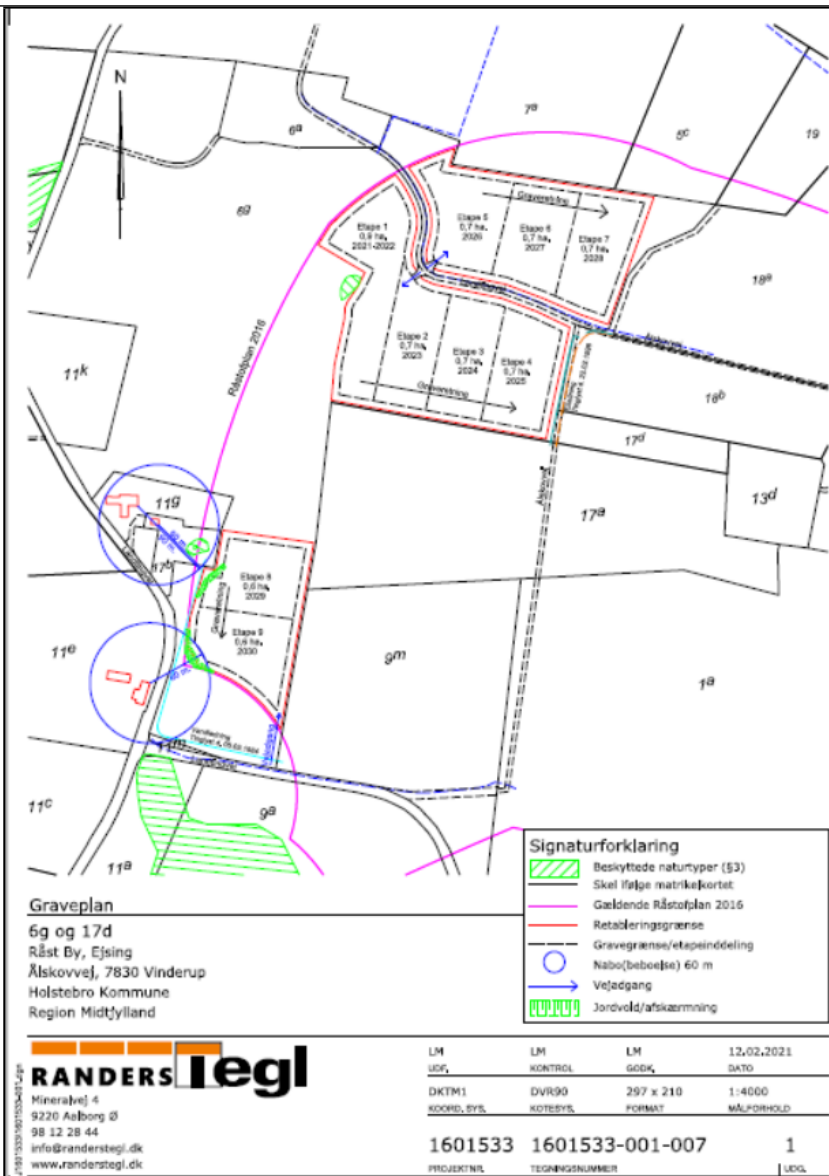 N
7a
5c
19
6a
6g
Etape 1
0,9 ha,
2021-2022
Etape 5
0,7 ha,
2026
Graveretning
Etape 6
0,7 ha,
2027
Etape 7
0,7 ha,
2028
18a
Råstofplan 2016
Etape 2
0,7 ha,
2023
Etape 3
0,7 ha,
2024
Etape 4
0,7 ha,
2025
Graveretning
Ålskovvej
11k
18b
17d
13d
17a
11g
60 m.
17b
Etape 8
0,6 ha,
2029
Graveretning
Etape 9
0,6 ha,
2030
11e
9m
1a
60 m.
Vandledning
11c
9a
11a
Signaturforklaring
Beskyttede naturtyper (§3)
Skel ifølge matrikelkortet
Gældende Råstofplan 2016
Retableringsgrænse
Gravegrænse/etapeinddeling
Nabo(beboelse) 60 m
Vejadgang
Jordvold/afskærmning
Graveplan
6g og 17d
Råst By, Ejsing
Ålskovvej, 7830 Vinderup
Holstebro Kommune
Region Midtjylland
RANDERS Tegl
Mineralvej 4
9220 Aalborg Ø
98 12 28 44
info@randerstegl.dk
www.randerstegl.dk
LM LM LM 12.02.2021
UDF. KONTROL GODK. DATO
DKTM1 DVR90 297 x 210 1:4000
KOORD. SYS. KOTESYS. FORMAT MÅLFORHOLD
1601533 1601533-001-007 1
PROJEKTNR. TEGNINGSNUMMER UDG.